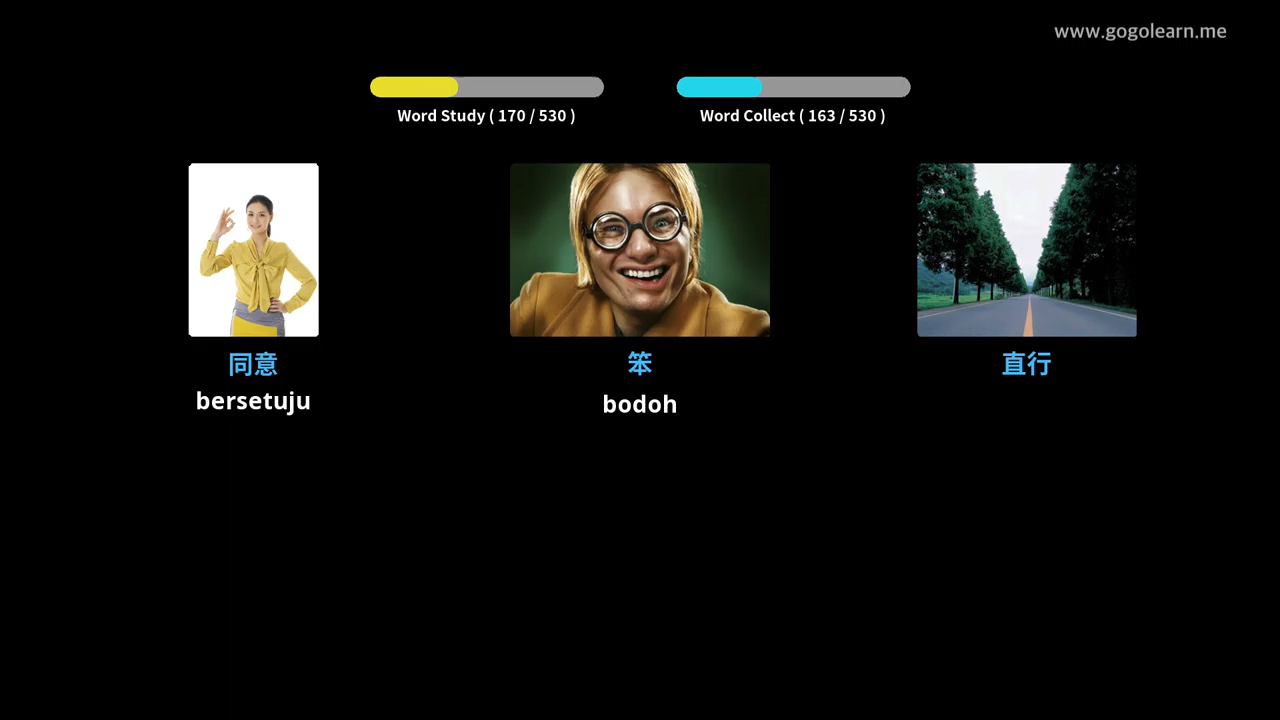 www.gogolearn.me
Word Study ( 170 / 530 )
Word Collect ( 163 / 530 )
同意
笨
直行
bersetuju
bodoh